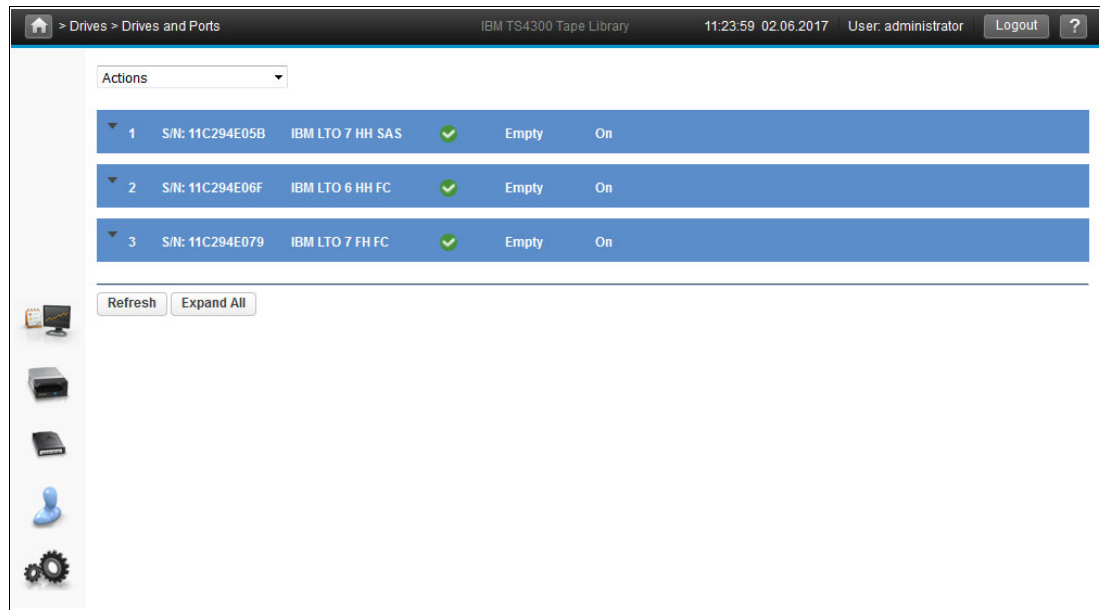 > Drives > Drives and Ports IBM TS4300 Tape Library 11:23:59 02.06.2017 User: administrator Logout ?
Actions
1 S/N: 11C294E05B IBM LTO 7 HH SAS Empty On
2 S/N: 11C294E06F IBM LTO 6 HH FC Empty On
3 S/N: 11C294E079 IBM LTO 7 FH FC Empty On
Refresh Expand All